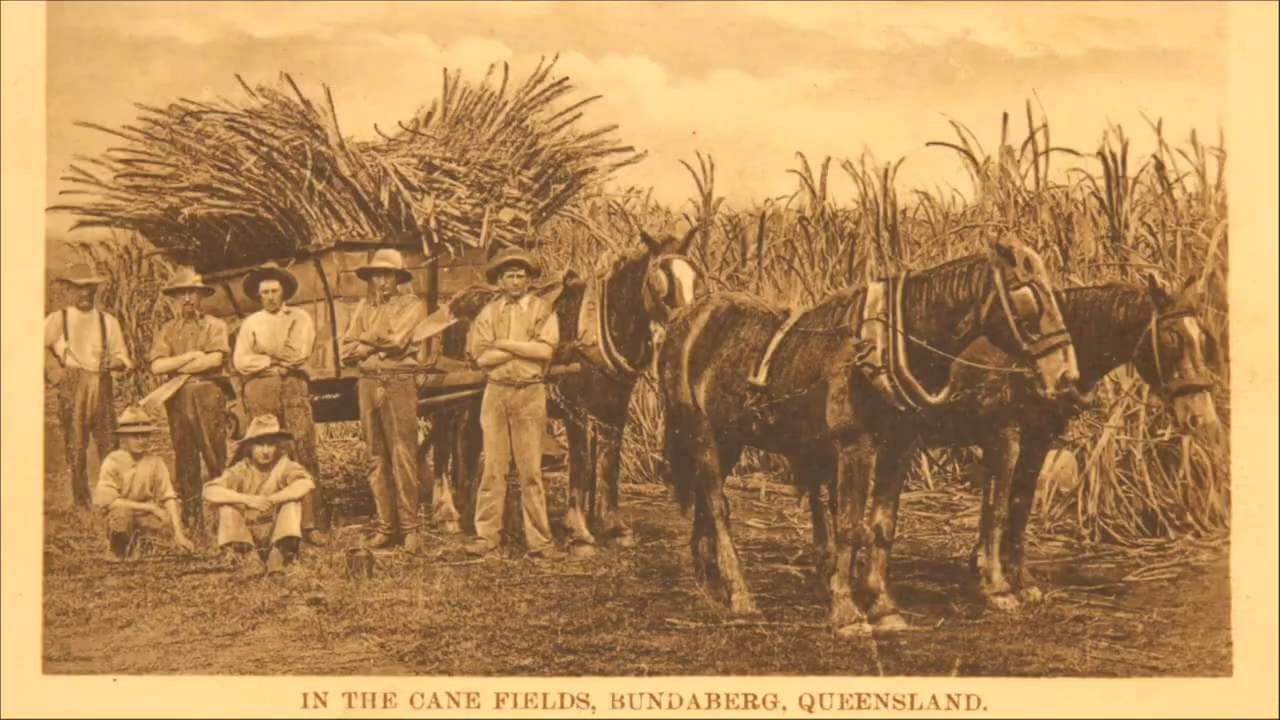 IN THE CANE FIELDS, BUNDABERG, QUEENSLAND.